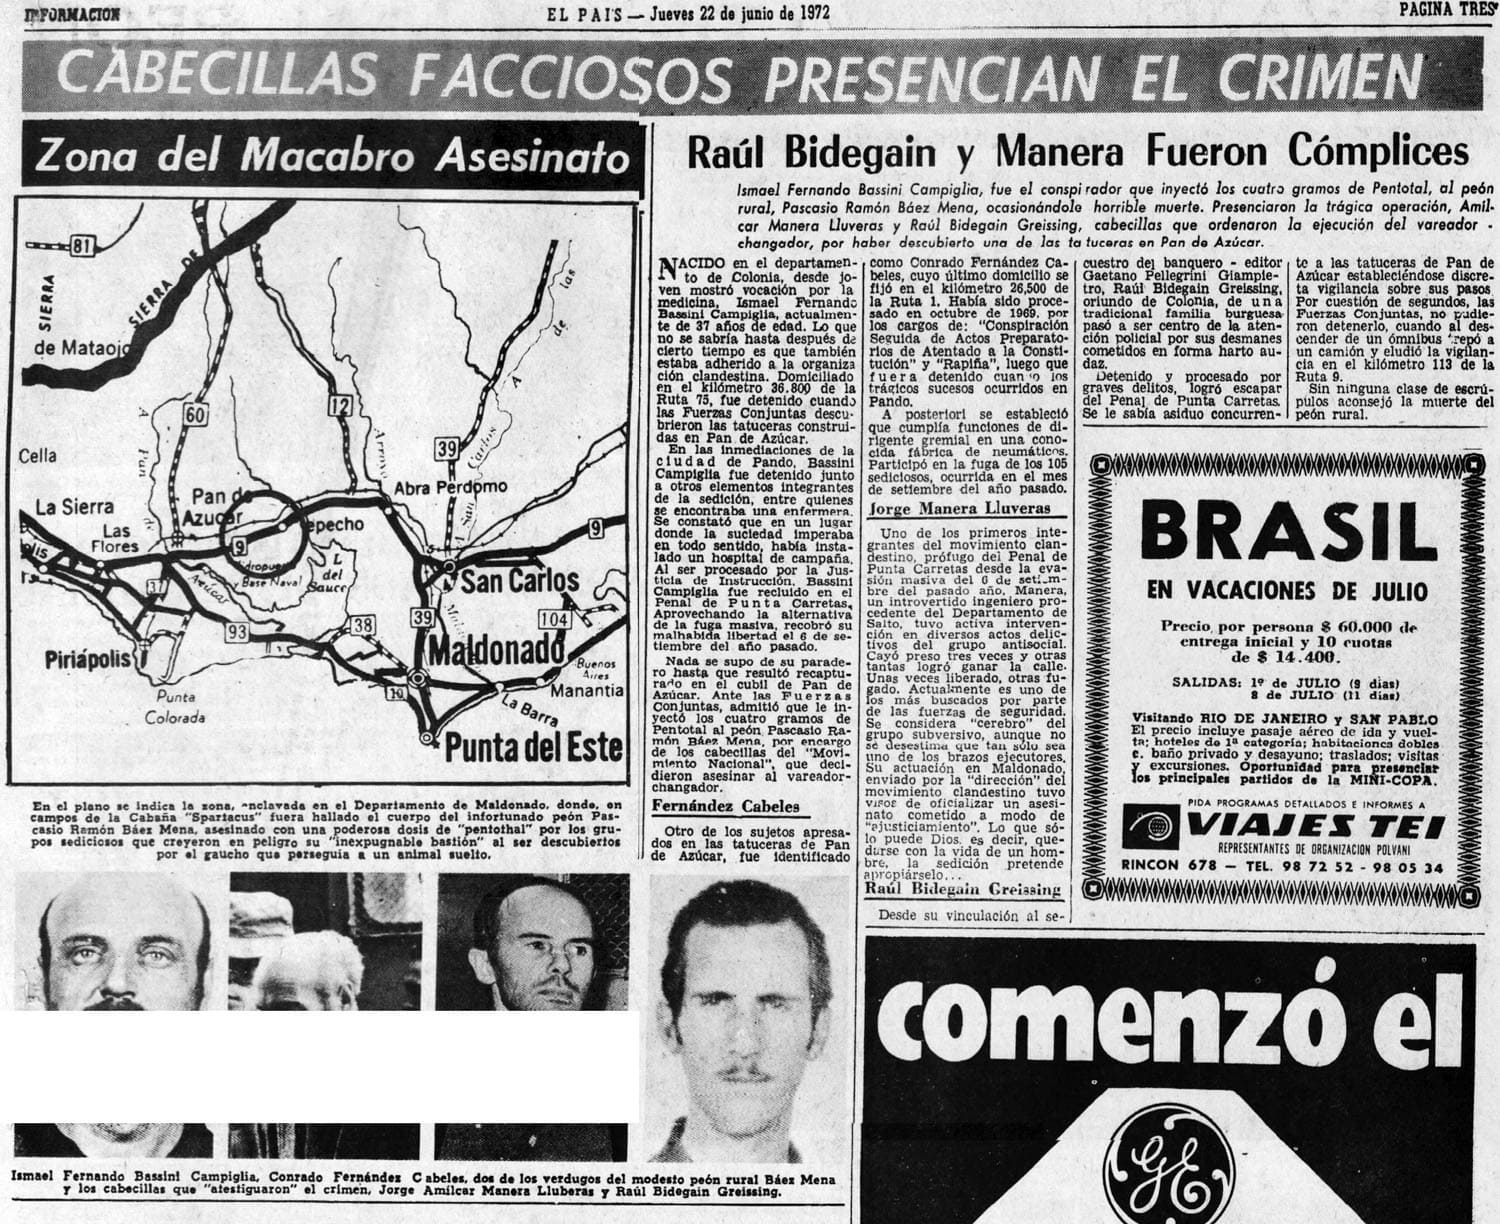 INFORMACION
EL PAIS — Jueves 22 de junio de 1972
PAGINA TRES
CABECILLAS FACCIOSOS PRESENCIAN EL CRIMEN
Zona del Macabro Asesinato
81
SIERRA
de Mataojo
SIERRA DE
A de las
60
12
39
A Pan de
Arroyo
San Carlos
Cella
La Sierra
Las
Flores
Pan de
Azucar
9
epecho
Abra Perdomo
9
Hidropuerto
y Base Naval
L
del
Sauce
37
Azúcar
San Carlos
93
38
39
104
Piriápolis
Maldonado
Buenos
Aires
Manantia
10
La Barra
Punta
Colorada
Punta del Este
En el plano se indica la zona, enclavada en el Departamento de Maldonado, donde, en
campos de la Cabaña "Spartacus" fuera hallado el cuerpo del infortunado peón Pas-
casio Ramón Báez Mena, asesinado con una poderosa dosis de "pentothal" por los gru-
pos sediciosos que creyeron en peligro su "inexpugnable bastión" al ser descubiertos
por el gaucho que perseguía a un animal suelto.
Raúl Bidegain y Manera Fueron Cómplices
Ismael Fernando Bassini Campiglia, fue el conspirador que inyectó los cuatro gramos de Pentotal, al peón
rural, Pascasio Ramón Báez Mena, ocasionándole horrible muerte. Presenciaron la trágica operación, Amíl-
car Manera Lluveras y Raúl Bidegain Greissing, cabecillas que ordenaron la ejecución del vareador -
changador, por haber descubierto una de las tatuceras en Pan de Azúcar.
NACIDO en el departamen-
to de Colonia, desde jo-
ven mostró vocación por la
medicina, Ismael Fernando
Bassini Campiglia, actualmen-
te de 37 años de edad. Lo que
no se sabría hasta después de
cierto tiempo es que también
estaba adherido a la organiza
ción clandestina. Domiciliado
en el kilómetro 36.800 de la
Ruta 75, fue detenido cuando
las Fuerzas Conjuntas descu-
brieron las tatuceras construi-
das en Pan de Azúcar.
En las inmediaciones de la
ciudad de Pando, Bassini
Campiglia fue detenido junto
a otros elementos integrantes
de la sedición, entre quienes
se encontraba una enfermera.
Se constató que en un lugar
donde la suciedad imperaba
en todo sentido, había insta-
lado un hospital de campaña.
Al ser procesado por la Jus-
ticia de Instrucción, Bassini
Campiglia fue recluido en el
Penal de Punta Carretas.
Aprovechando la alternativa
de la fuga masiva, recobró su
malhabida libertad el 6 de se-
tiembre del año pasado.
Nada se supo de su parade-
ro hasta que resultó recaptu-
rado en el cubil de Pan de
Azúcar. Ante las Fuerzas
Conjuntas, admitió que le in-
yectó los cuatro gramos de
Pentotal al peón Pascasio Ra-
món Báez Mena, por encargo
de los cabecillas del "Movi-
miento Nacional", que deci-
dieron asesinar al vareador-
changador.
Fernández Cabeles
Otro de los sujetos apresa-
dos en las tatuceras de Pan
de Azúcar, fue identificado
como Conrado Fernández Ca-
beles, cuyo último domicilio se
fijó en el kilómetro 26,500 de
la Ruta 1. Había sido proce-
sado en octubre de 1969, por
los cargos de: "Conspiración
Seguida de Actos Preparato-
rios de Atentado a la Consti-
tución" y "Rapiña", luego que
fuera detenido cuando los
trágicos sucesos ocurridos en
Pando.
A posteriori se estableció
que cumplía funciones de di-
rigente gremial en una cono-
cida fábrica de neumáticos.
Participó en la fuga de los 105
sediciosos, ocurrida en el mes
de setiembre del año pasado.
Jorge Manera Lluveras
Uno de los primeros inte-
grantes del movimiento clan-
destino, prófugo del Penal de
Punta Carretas desde la eva-
sión masiva del 6 de setiem-
bre del pasado año, Manera,
un introvertido ingeniero pro-
cedente del Departamento de
Salto, tuvo activa interven-
ción en diversos actos delic-
tivos del grupo antisocial.
Cayó preso tres veces y otras
tantas logró ganar la calle.
Unas veces liberado, otras fu-
gado. Actualmente es uno de
los más buscados por parte
de las fuerzas de seguridad.
Se considera "cerebro" del
grupo subversivo, aunque no
se desestima que tan sólo sea
uno de los brazos ejecutores.
Su actuación en Maldonado,
enviado por la "dirección" del
movimiento clandestino tuvo
visos de oficializar un asesi-
nato cometido a modo de
"ajusticiamiento". Lo que só-
lo puede Dios, es decir, que-
darse con la vida de un hom-
bre, la sedición pretende
apropiárselo...
Raúl Bidegain Greissing
Desde su vinculación al se-
cuestro del banquero - editor
Gaetano Pellegrini Giampie-
tro, Raúl Bidegain Greissing,
oriundo de Colonia, de una
tradicional familia burguesa
pasó a ser centro de la aten-
ción policial por sus desmanes
cometidos en forma harto au-
daz.
Detenido y procesado por
graves delitos, logró escapar
del Penal de Punta Carretas.
Se le sabía asiduo concurren-
te a las tatuceras de Pan de
Azúcar estableciéndose discre-
ta vigilancia sobre sus pasos.
Por cuestión de segundos, las
Fuerzas Conjuntas, no pudie-
ron detenerlo, cuando al des-
cender de un ómnibus trepó a
un camión y eludió la vigilan-
cia en el kilómetro 113 de la
Ruta 9.
Sin ninguna clase de escrú-
pulos aconsejó la muerte del
peón rural.
BRASIL
EN VACACIONES DE JULIO
Precio por persona $ 60.000 de
entrega inicial y 10 cuotas
de $ 14.400.
SALIDAS: 1º de JULIO (9 días)
8 de JULIO (11 días)
Visitando RIO DE JANEIRO y SAN PABLO
El precio incluye pasaje aéreo de ida y vuel-
ta; hoteles de 1ª categoría; habitaciones dobles
c. baño privado y desayuno; traslados; visitas
y excursiones. Oportunidad para presenciar
los principales partidos de la MINI-COPA.
PIDA PROGRAMAS DETALLADOS E INFORMES A
VIAJES TEI
REPRESENTANTES DE ORGANIZACION POLVANI
RINCON 678 — TEL. 98 72 52 - 98 05 34
Ismael Fernando Bassini Campiglia, Conrado Fernández Cabeles, dos de los verdugos del modesto peón rural Báez Mena
y los cabecillas que "atestiguaron" el crimen, Jorge Amílcar Manera Lluberas y Raúl Bidegain Greissing.
comenzó el
GE